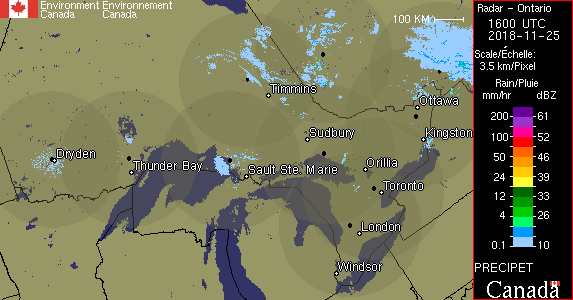 Environment Environnement
Canada Canada
100 KM
Timmins
Ottawa
Sudbury
Kingston
Dryden
Thunder Bay
Sault Ste. Marie
Orillia
Toronto
London
Windsor
Radar - Ontario
1600 UTC
2018-11-25
Scale/Échelle:
3.5 km/Pixel
Rain/Pluie
mm/hr dBZ
200 61
100 52
50 46
24 39
12 33
4 26
0.1 10
PRECIPET
Canada